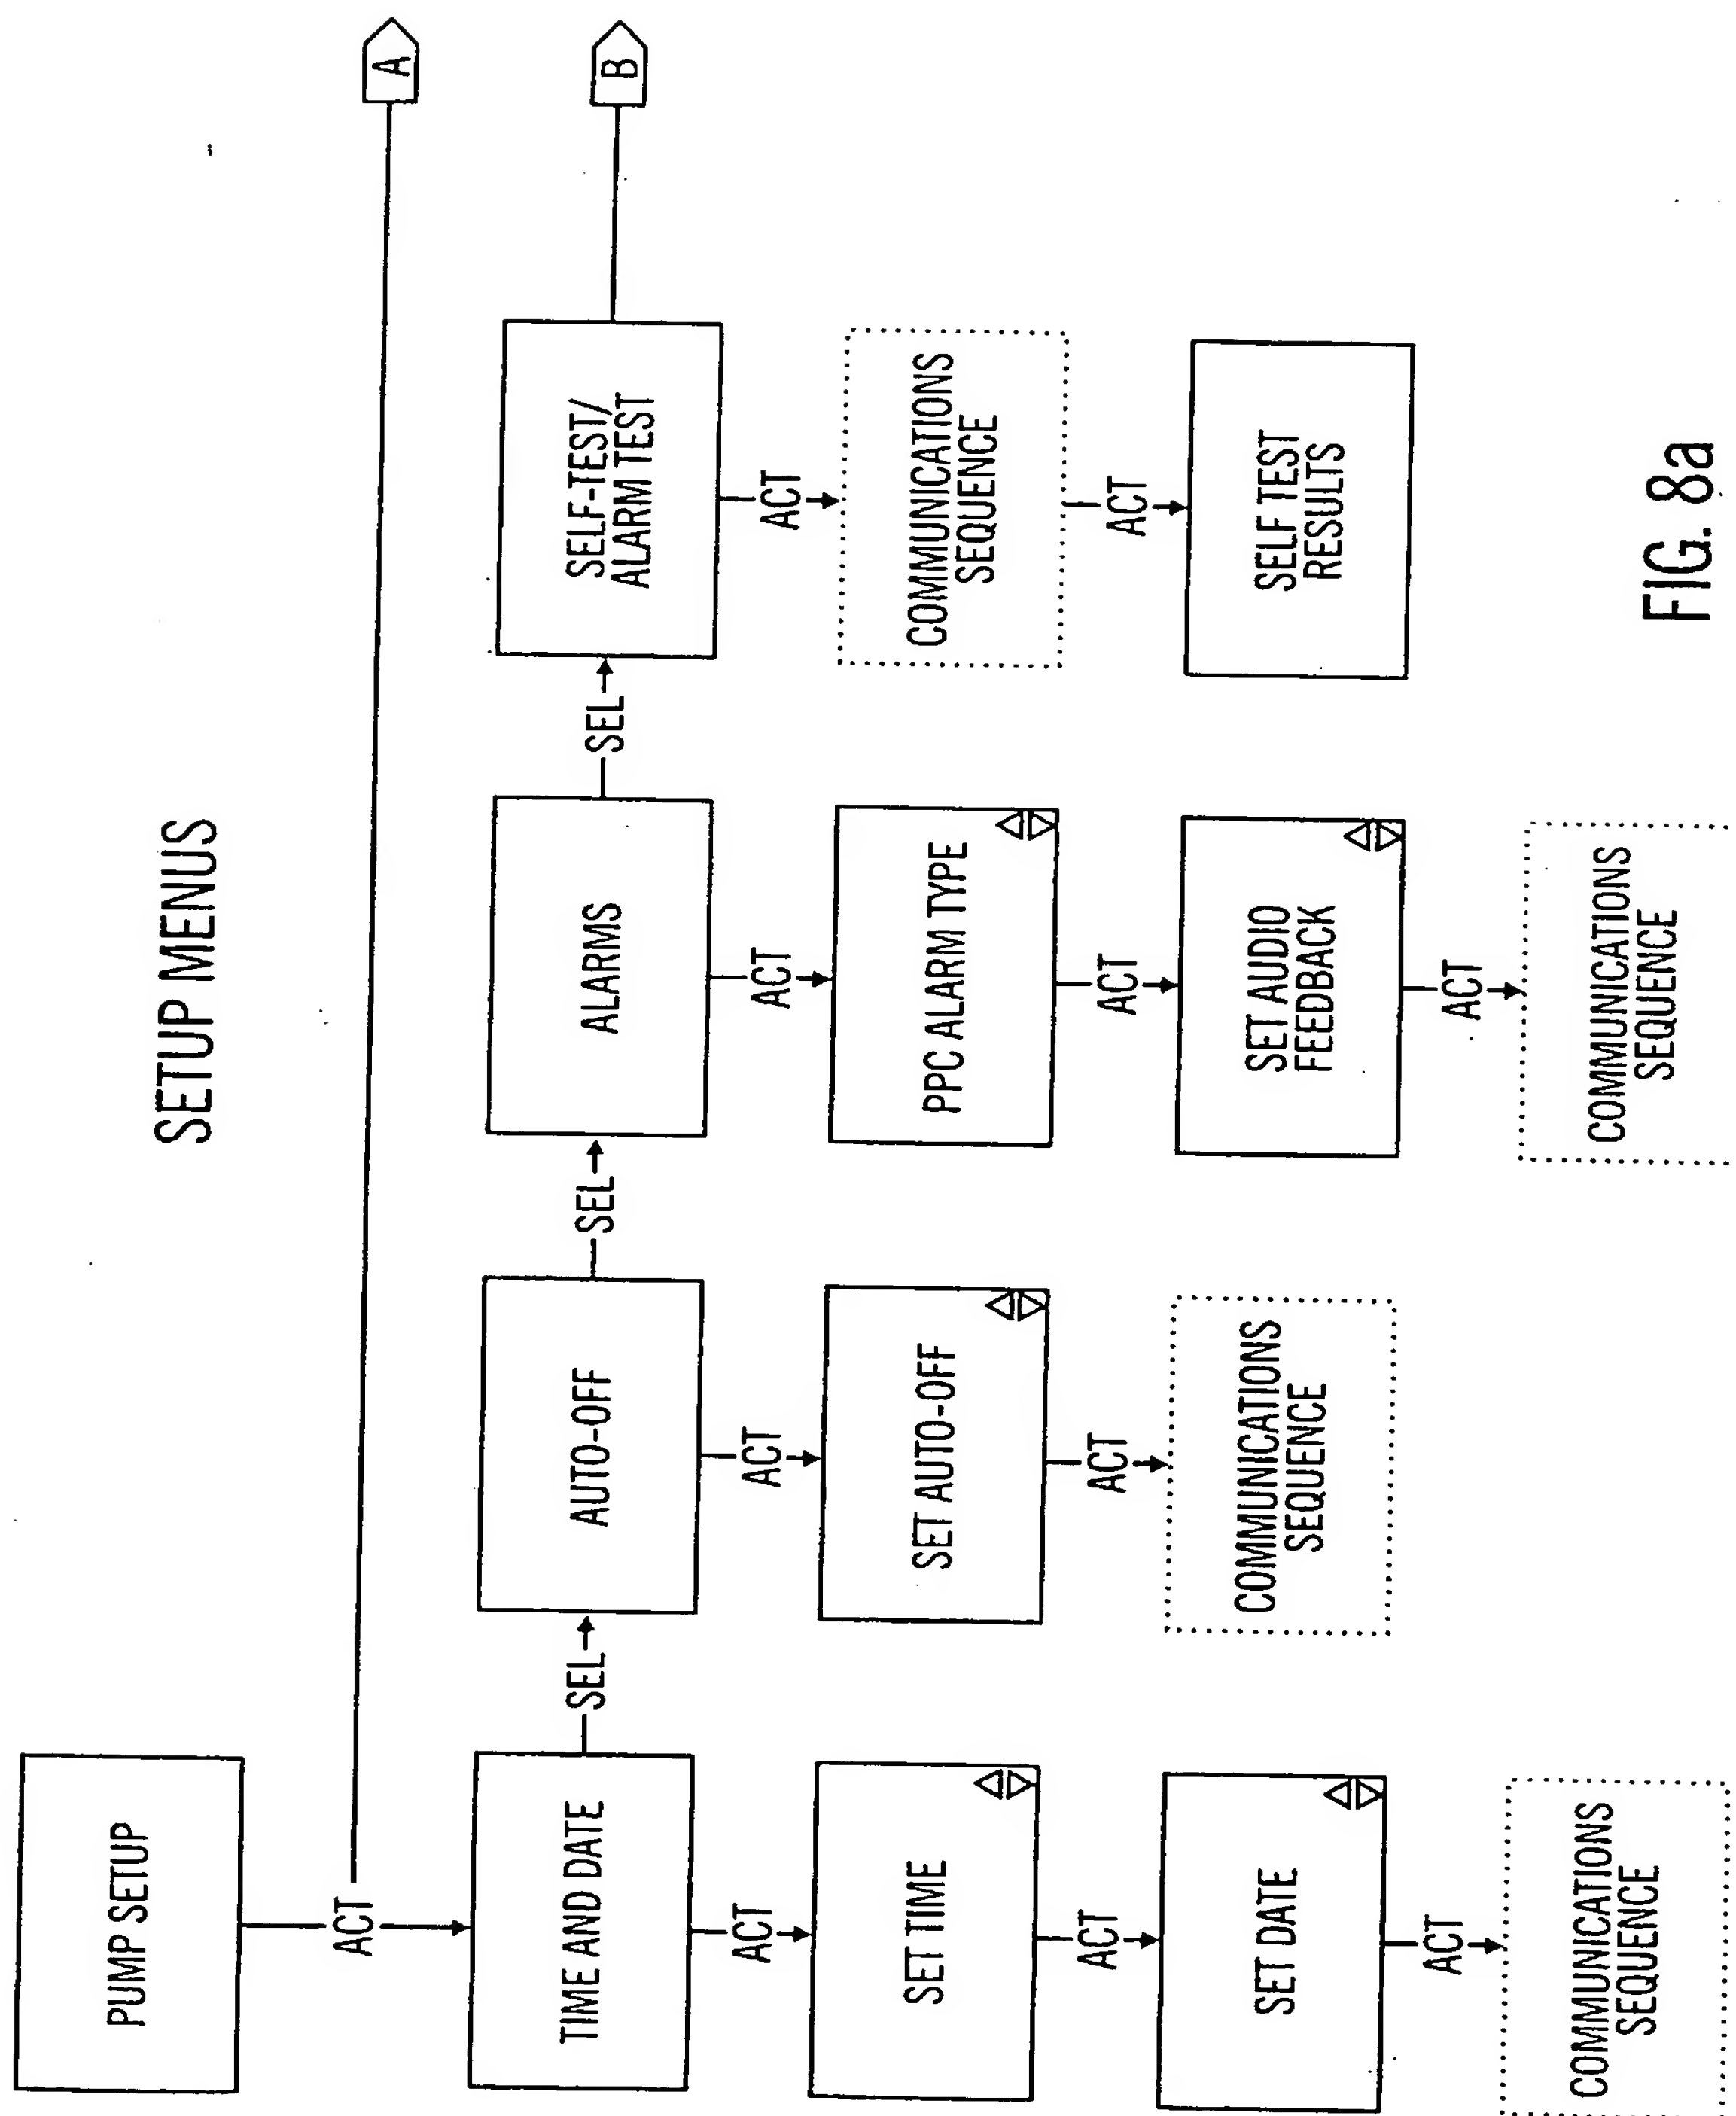 SETUP MENUS
PUMP SETUP
ACT
A
TIME AND DATE
SEL
AUTO-OFF
SEL
ALARMS
SEL
SELF-TEST/
ALARM TEST
B
ACT
ACT
ACT
ACT
SET TIME
SET AUTO-OFF
PPC ALARM TYPE
COMMUNICATIONS
SEQUENCE
ACT
ACT
ACT
ACT
SET DATE
COMMUNICATIONS
SEQUENCE
SET AUDIO
FEEDBACK
SELF TEST
RESULTS
ACT
ACT
COMMUNICATIONS
SEQUENCE
COMMUNICATIONS
SEQUENCE
FIG. 8a